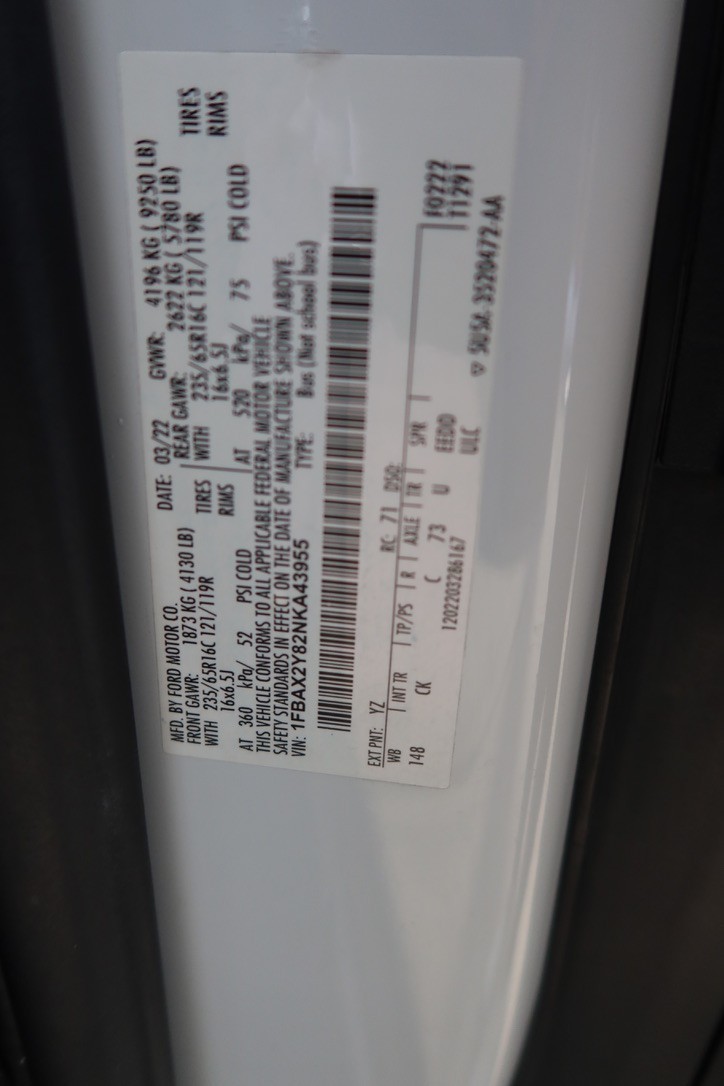 MFD. BY FORD MOTOR CO.
DATE: 03/22 GVWR: 4196 KG ( 9250 LB)
FRONT GAWR: 1873 KG ( 4130 LB) REAR GAWR: 2622 KG ( 5780 LB)
WITH 235/65R16C 121/119R TIRES WITH 235/65R16C 121/119R TIRES
16x6.5J RIMS 16x6.5J RIMS
AT 360 kPa/ 52 PSI COLD AT 520 kPa/ 75 PSI COLD
THIS VEHICLE CONFORMS TO ALL APPLICABLE FEDERAL MOTOR VEHICLE
SAFETY STANDARDS IN EFFECT ON THE DATE OF MANUFACTURE SHOWN ABOVE.
VIN: 1FBAX2Y82NKA43955 TYPE: Bus (Not school bus)
F0222
T1291
EXT PNT: YZ RC: 71 DSO:
WB INT TR TP/PS R AXLE TR SPR
148 CK C 73 U EEDD
1202203286167 ULC
5U5A-3520472-AA